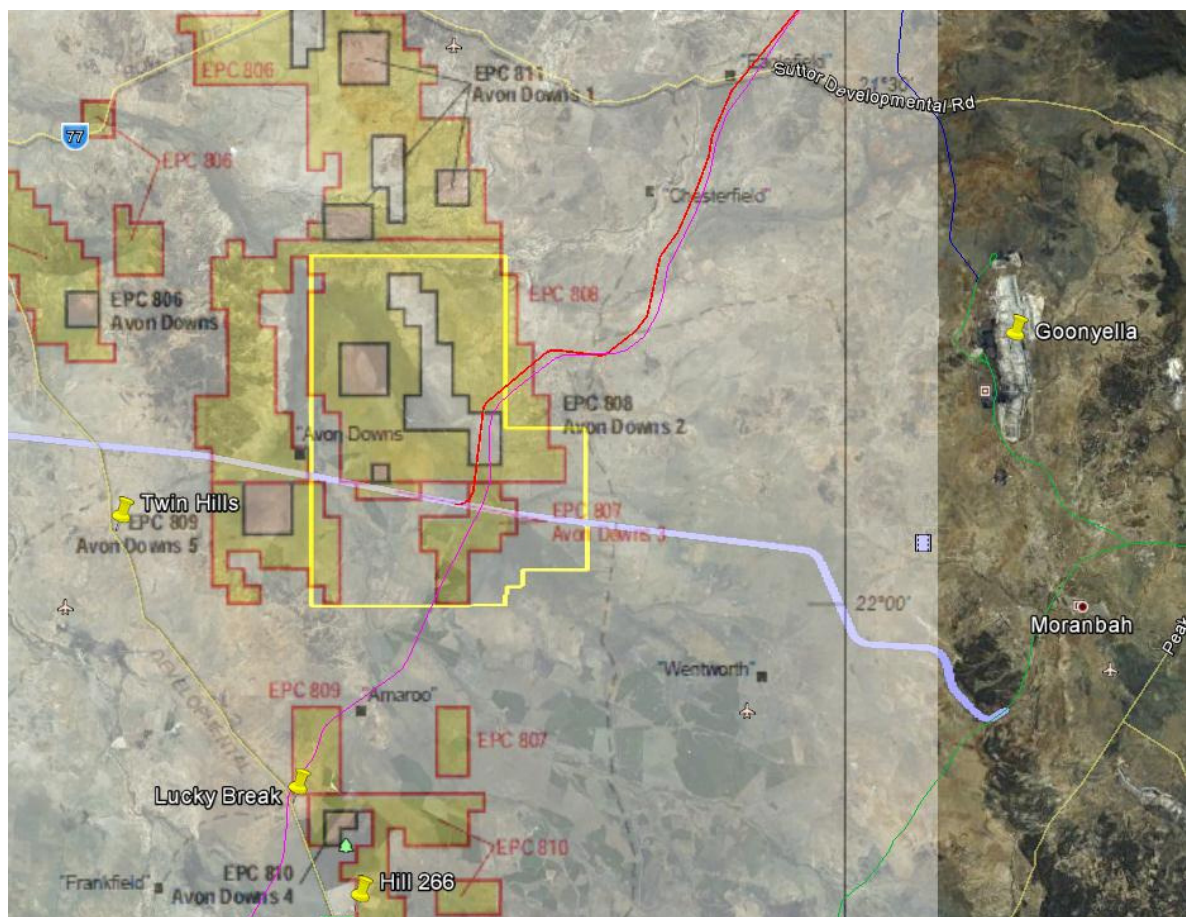 EPC 806
EPC 811
Avon Downs 1
"Eaglefield"
21°30'
Suttor Developmental Rd
77
EPC 806
"Chesterfield"
EPC 806
Avon Downs
EPC 808
Goonyella
EPC 808
Avon Downs 2
"Avon Downs"
Twin Hills
EPC 809
Avon Downs 5
EPC 807
Avon Downs 3
22°00'
Moranbah
Peak
"Wentworth"
EPC 809
"Amaroo"
EPC 807
Lucky Break
EPC 810
EPC 810
Avon Downs 4
Hill 266
"Frankfield"